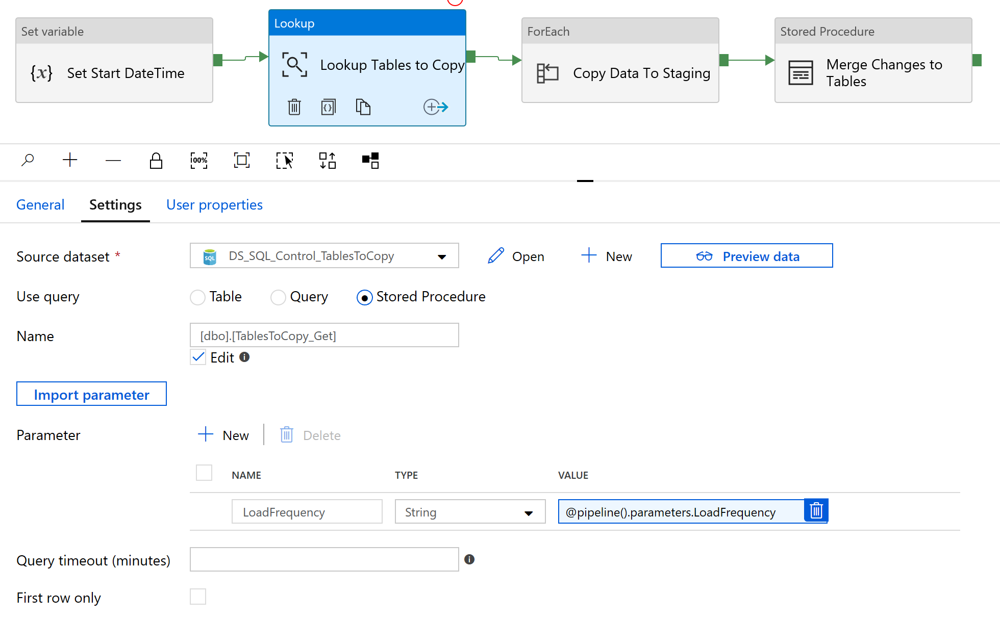 Set variable
{x} Set Start DateTime
Lookup
Lookup Tables to Copy
{}
ForEach
Copy Data To Staging
Stored Procedure
Merge Changes to
Tables
100%
General Settings User properties
Source dataset * SQL DS_SQL_Control_TablesToCopy Open New Preview data
Use query Table Query Stored Procedure
Name [dbo].[TablesToCopy_Get]
Edit i
Import parameter
Parameter New Delete
NAME TYPE VALUE
LoadFrequency String @pipeline().parameters.LoadFrequency
Query timeout (minutes) i
First row only